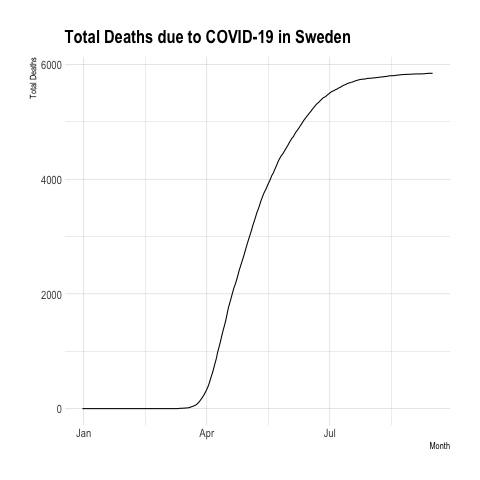 Total Deaths due to COVID-19 in Sweden
Total Deaths
6000
4000
2000
0
Jan Apr Jul
Month